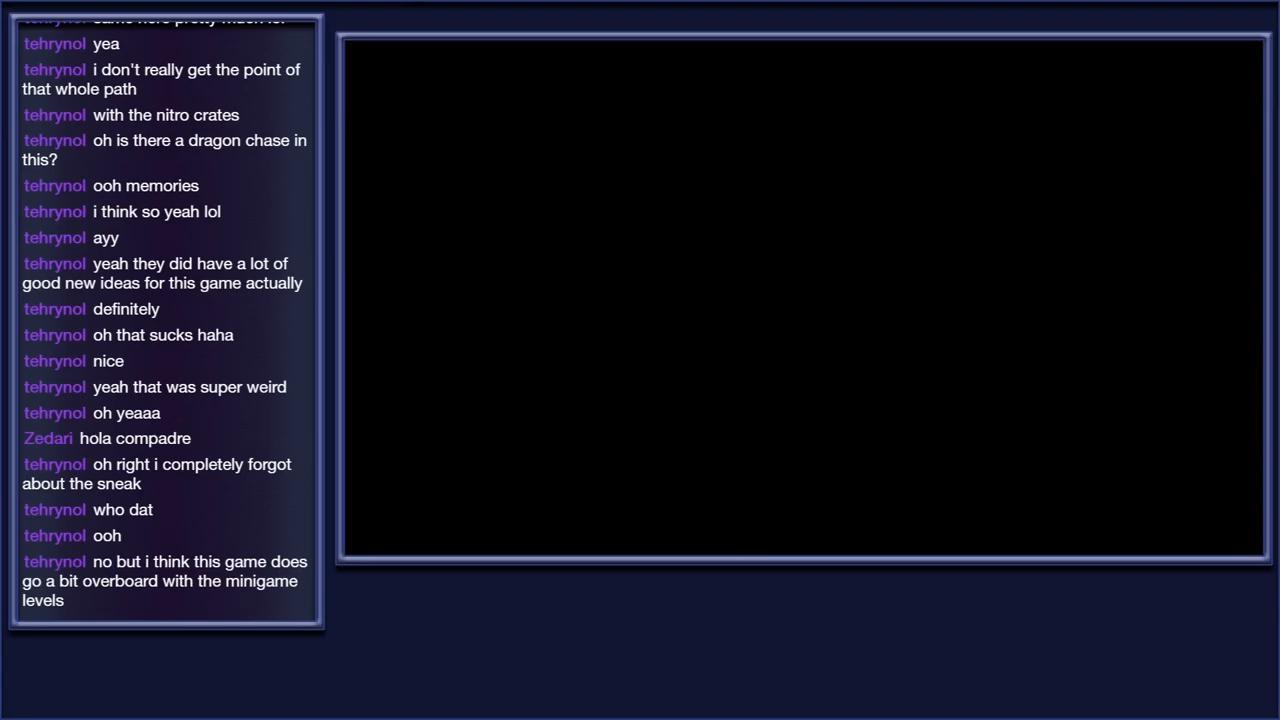 tehrynol yea
tehrynol i don't really get the point of
that whole path
tehrynol with the nitro crates
tehrynol oh is there a dragon chase in
this?
tehrynol ooh memories
tehrynol i think so yeah lol
tehrynol ayy
tehrynol yeah they did have a lot of
good new ideas for this game actually
tehrynol definitely
tehrynol oh that sucks haha
tehrynol nice
tehrynol yeah that was super weird
tehrynol oh yeaaa
Zedari hola compadre
tehrynol oh right i completely forgot
about the sneak
tehrynol who dat
tehrynol ooh
tehrynol no but i think this game does
go a bit overboard with the minigame
levels